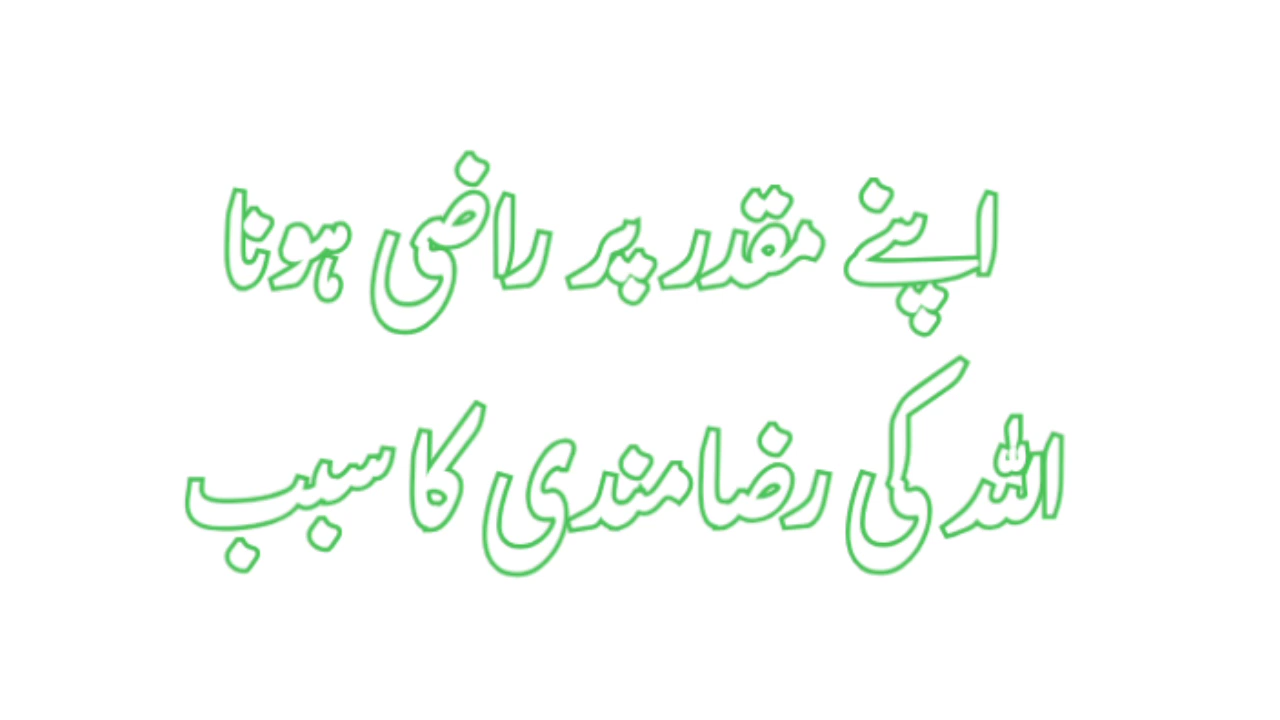 اپنے مقدر پر راضی ہونا
اللہ کی رضامندی کا سبب